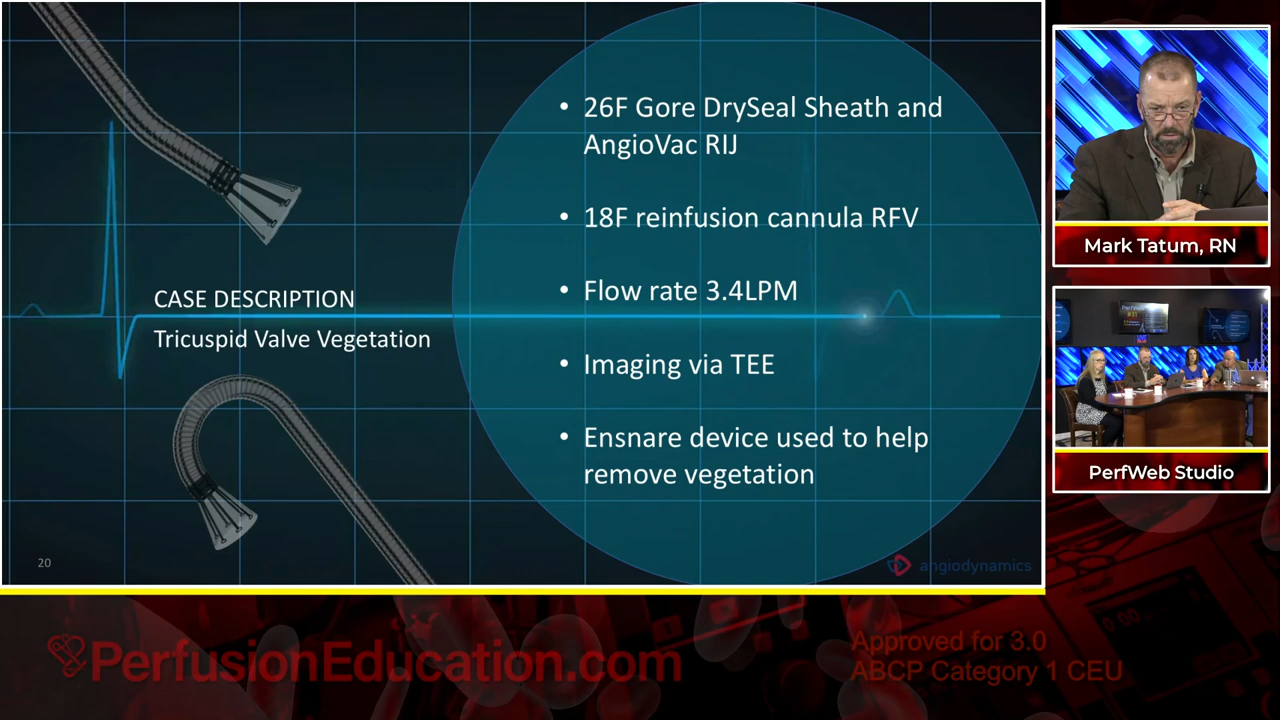 • 26F Gore DrySeal Sheath and
AngioVac RIJ
• 18F reinfusion cannula RFV
• Flow rate 3.4LPM
• Imaging via TEE
• Ensnare device used to help
remove vegetation
CASE DESCRIPTION
Tricuspid Valve Vegetation
20
angiodynamics
Mark Tatum, RN
PerfWeb Studio
PerfusionEducation.com
Approved for 3.0
ABCP Category 1 CEU